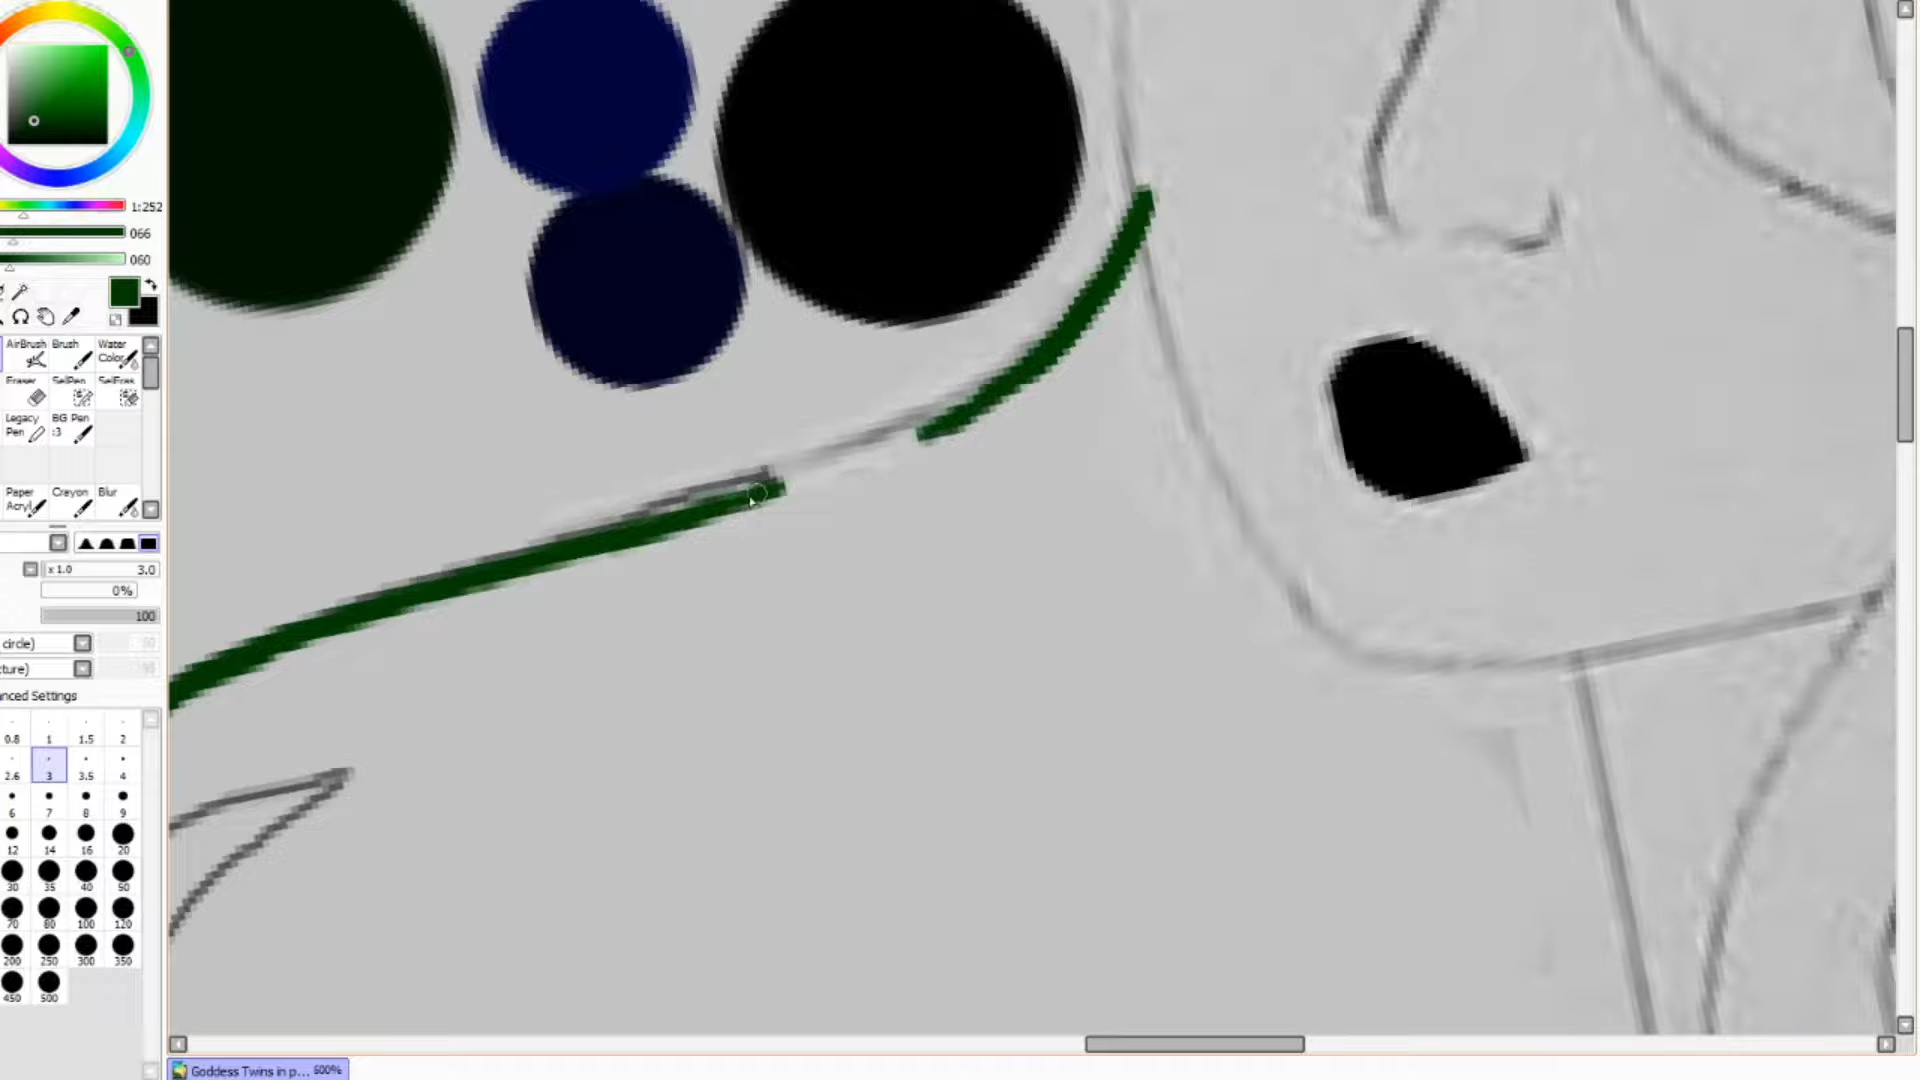 1:252
066
060
AirBrush Brush Water
Color
Eraser SelPen SelEras
Legacy BG Pen
Pen :3
Paper Crayon Blur
Acryl
x 1.0 3.0
0%
100
circle)
ture)
anced Settings
0.8 1 1.5 2
2.6 3 3.5 4
6 7 8 9
12 14 16 20
30 35 40 50
70 80 100 120
200 250 300 350
450 500
Goddess Twins in p... 600%